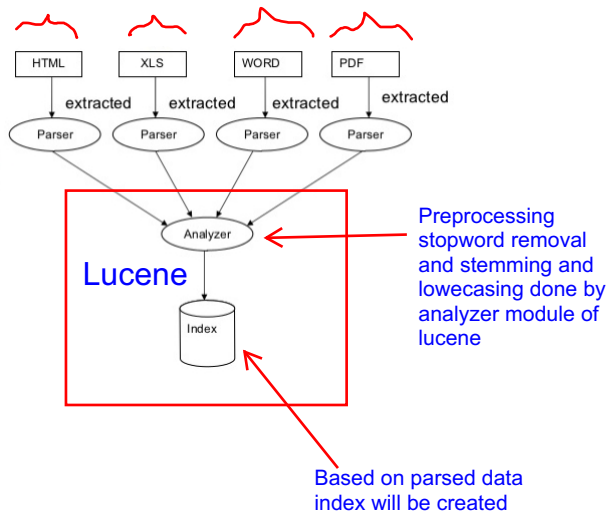 HTML XLS WORD PDF
extracted extracted extracted extracted
Parser Parser Parser Parser
Analyzer
Lucene
Index
Preprocessing
stopword removal
and stemming and
lowecasing done by
analyzer module of
lucene
Based on parsed data
index will be created